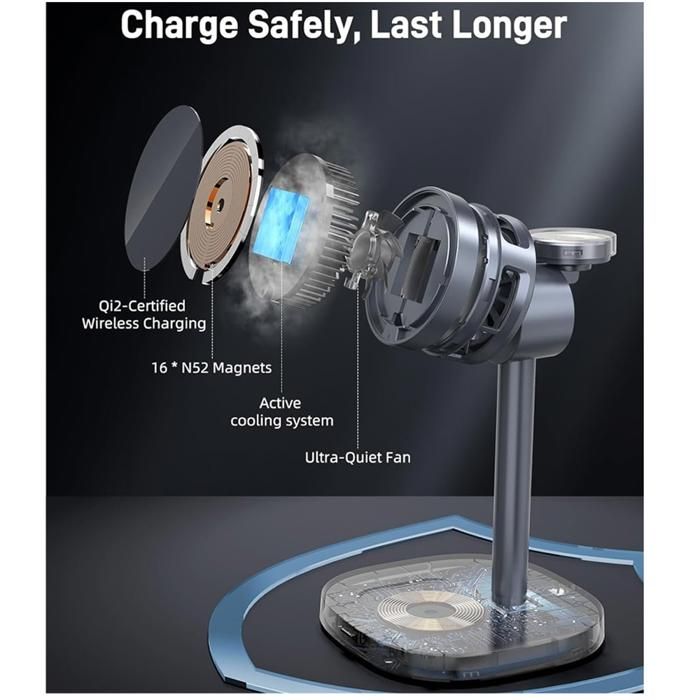 Charge Safely, Last Longer
Qi2-Certified
Wireless Charging
16 * N52 Magnets
Active
cooling system
Ultra-Quiet Fan